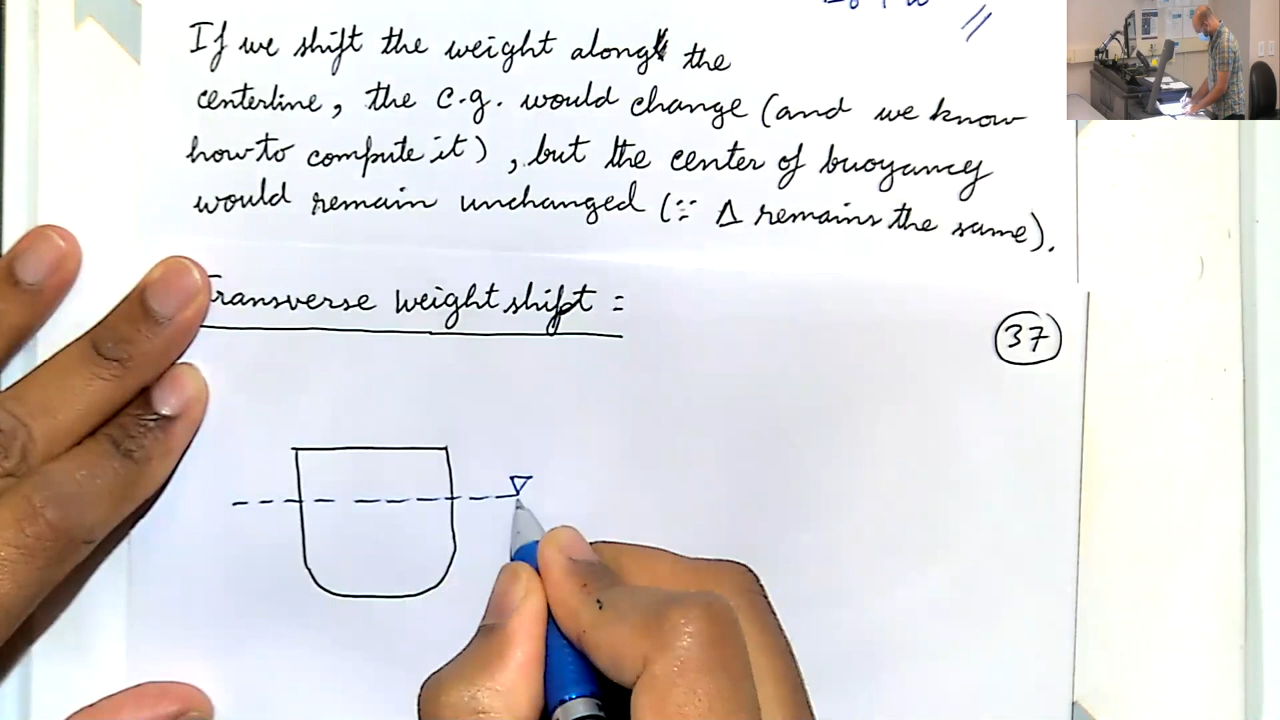 If we shift the weight along the
centerline, the c.g. would change (and we know
how to compute it), but the center of buoyancy
would remain unchanged (∵ Δ remains the same).
Transverse weight shift =
37